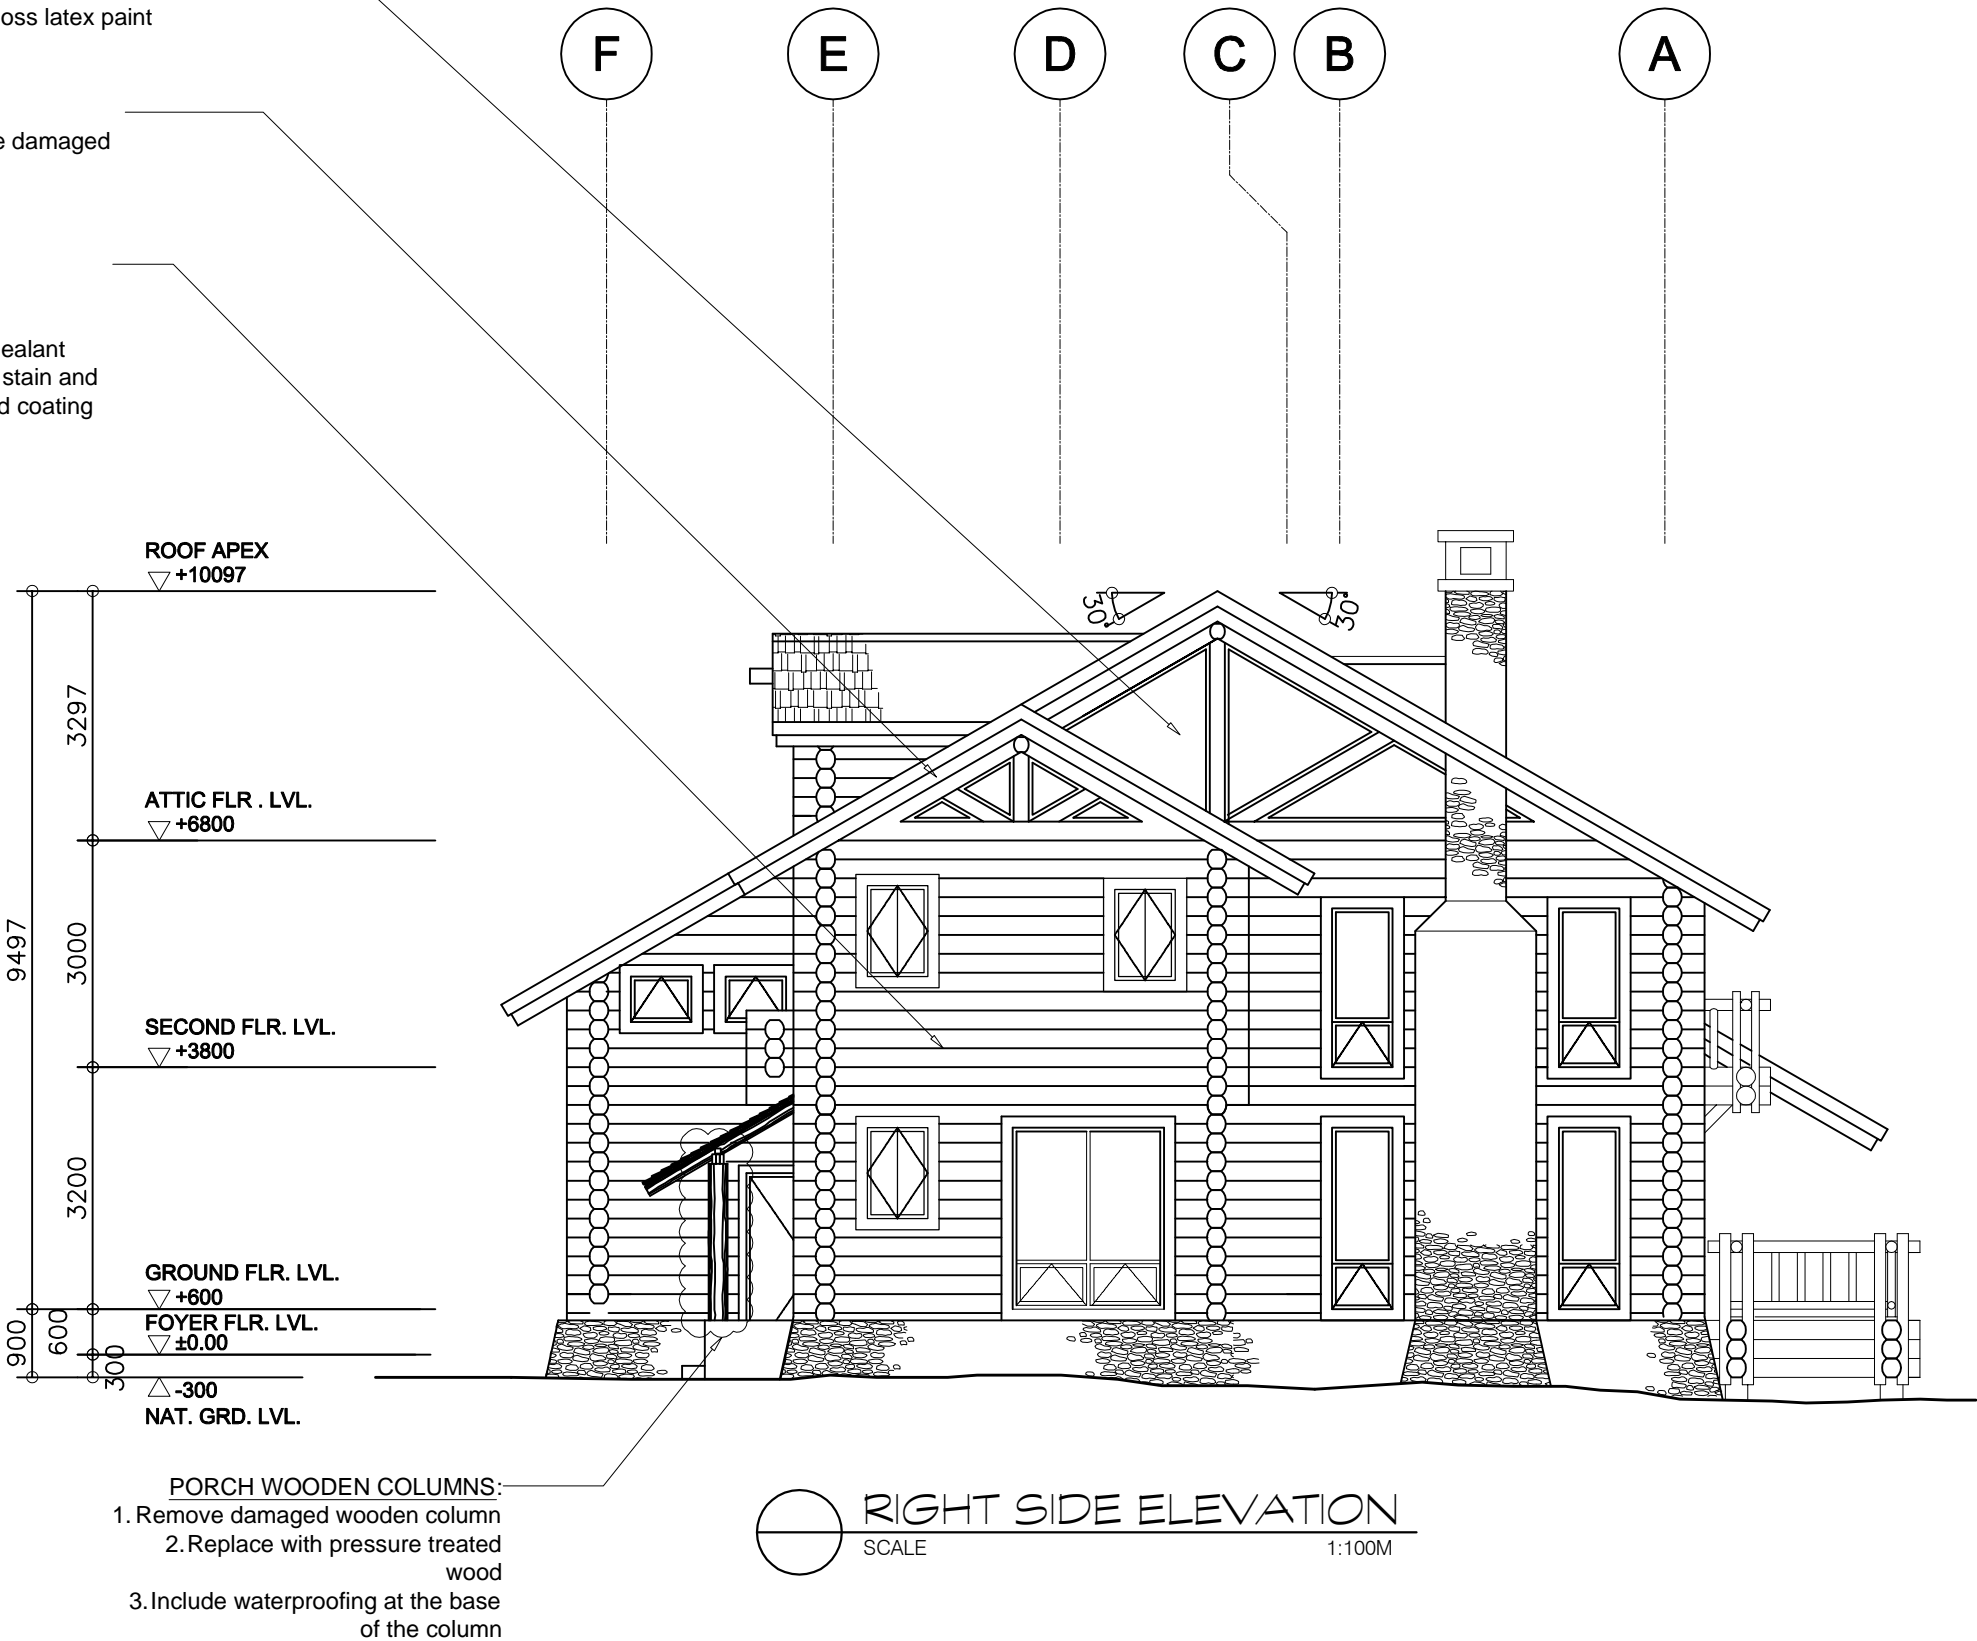 oss latex paint
F
E
D
C
B
A
damaged
stain and
coating
ROOF APEX
+10097
30°
30°
3297
ATTIC FLR . LVL.
+6800
9497
3000
SECOND FLR. LVL.
+3800
3200
GROUND FLR. LVL.
+600
FOYER FLR. LVL.
±0.00
900
600
300
-300
NAT. GRD. LVL.
PORCH WOODEN COLUMNS:
1. Remove damaged wooden column
2. Replace with pressure treated
wood
3. Include waterproofing at the base
of the column
RIGHT SIDE ELEVATION
SCALE 1:100M